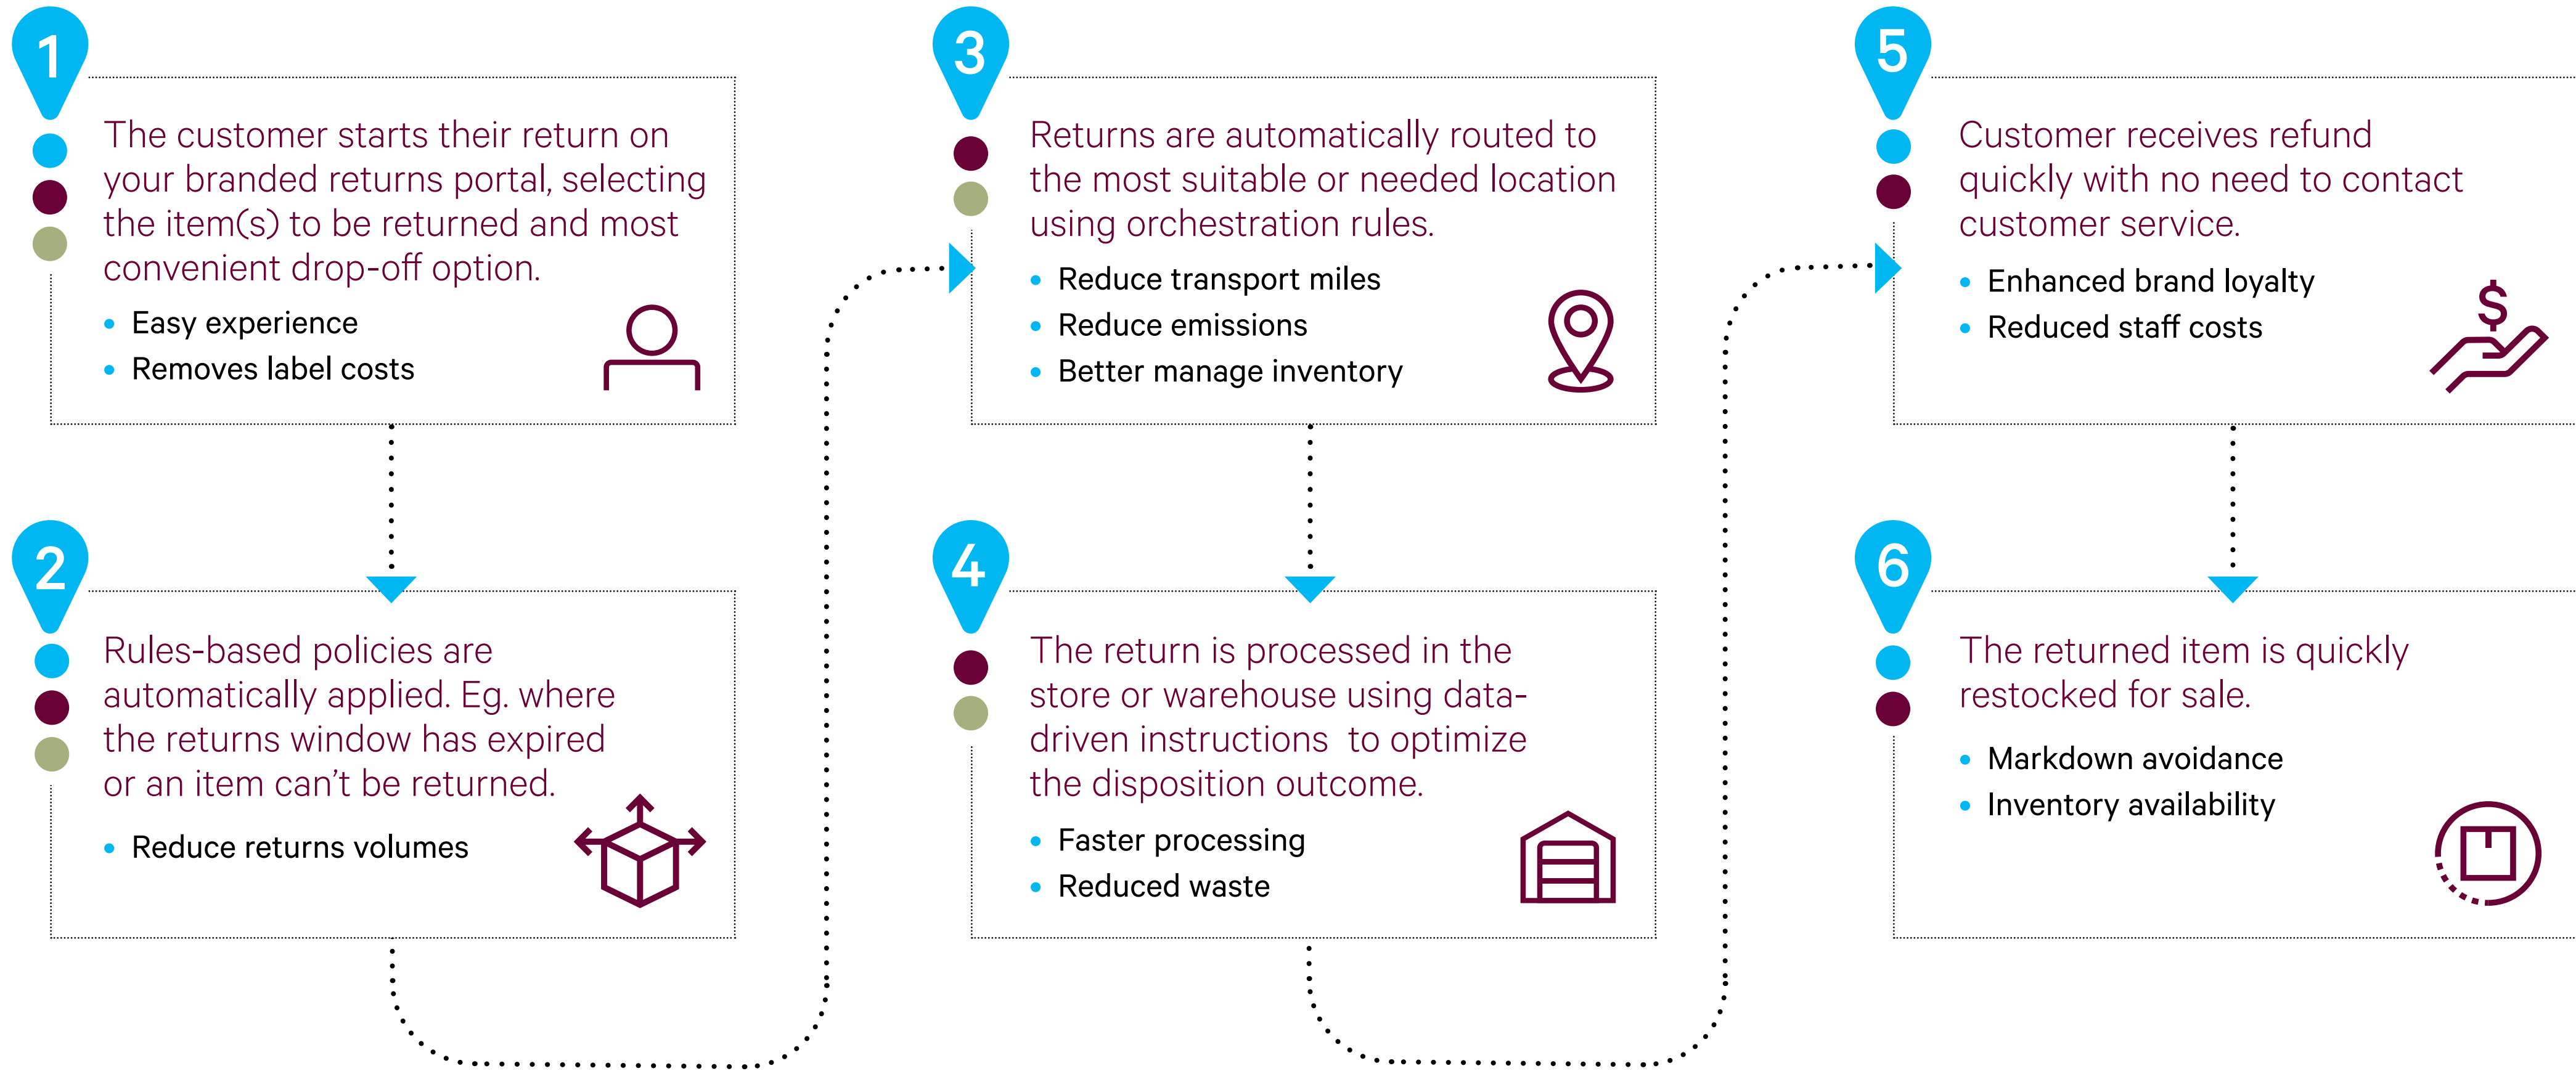 1
The customer starts their return on
your branded returns portal, selecting
the item(s) to be returned and most
convenient drop-off option.
• Easy experience
• Removes label costs
2
Rules-based policies are
automatically applied. Eg. where
the returns window has expired
or an item can’t be returned.
• Reduce returns volumes
3
Returns are automatically routed to
the most suitable or needed location
using orchestration rules.
• Reduce transport miles
• Reduce emissions
• Better manage inventory
4
The return is processed in the
store or warehouse using data-
driven instructions  to optimize
the disposition outcome.
• Faster processing
• Reduced waste
5
Customer receives refund
quickly with no need to contact
customer service.
• Enhanced brand loyalty
• Reduced staff costs
$
6
The returned item is quickly
restocked for sale.
• Markdown avoidance
• Inventory availability